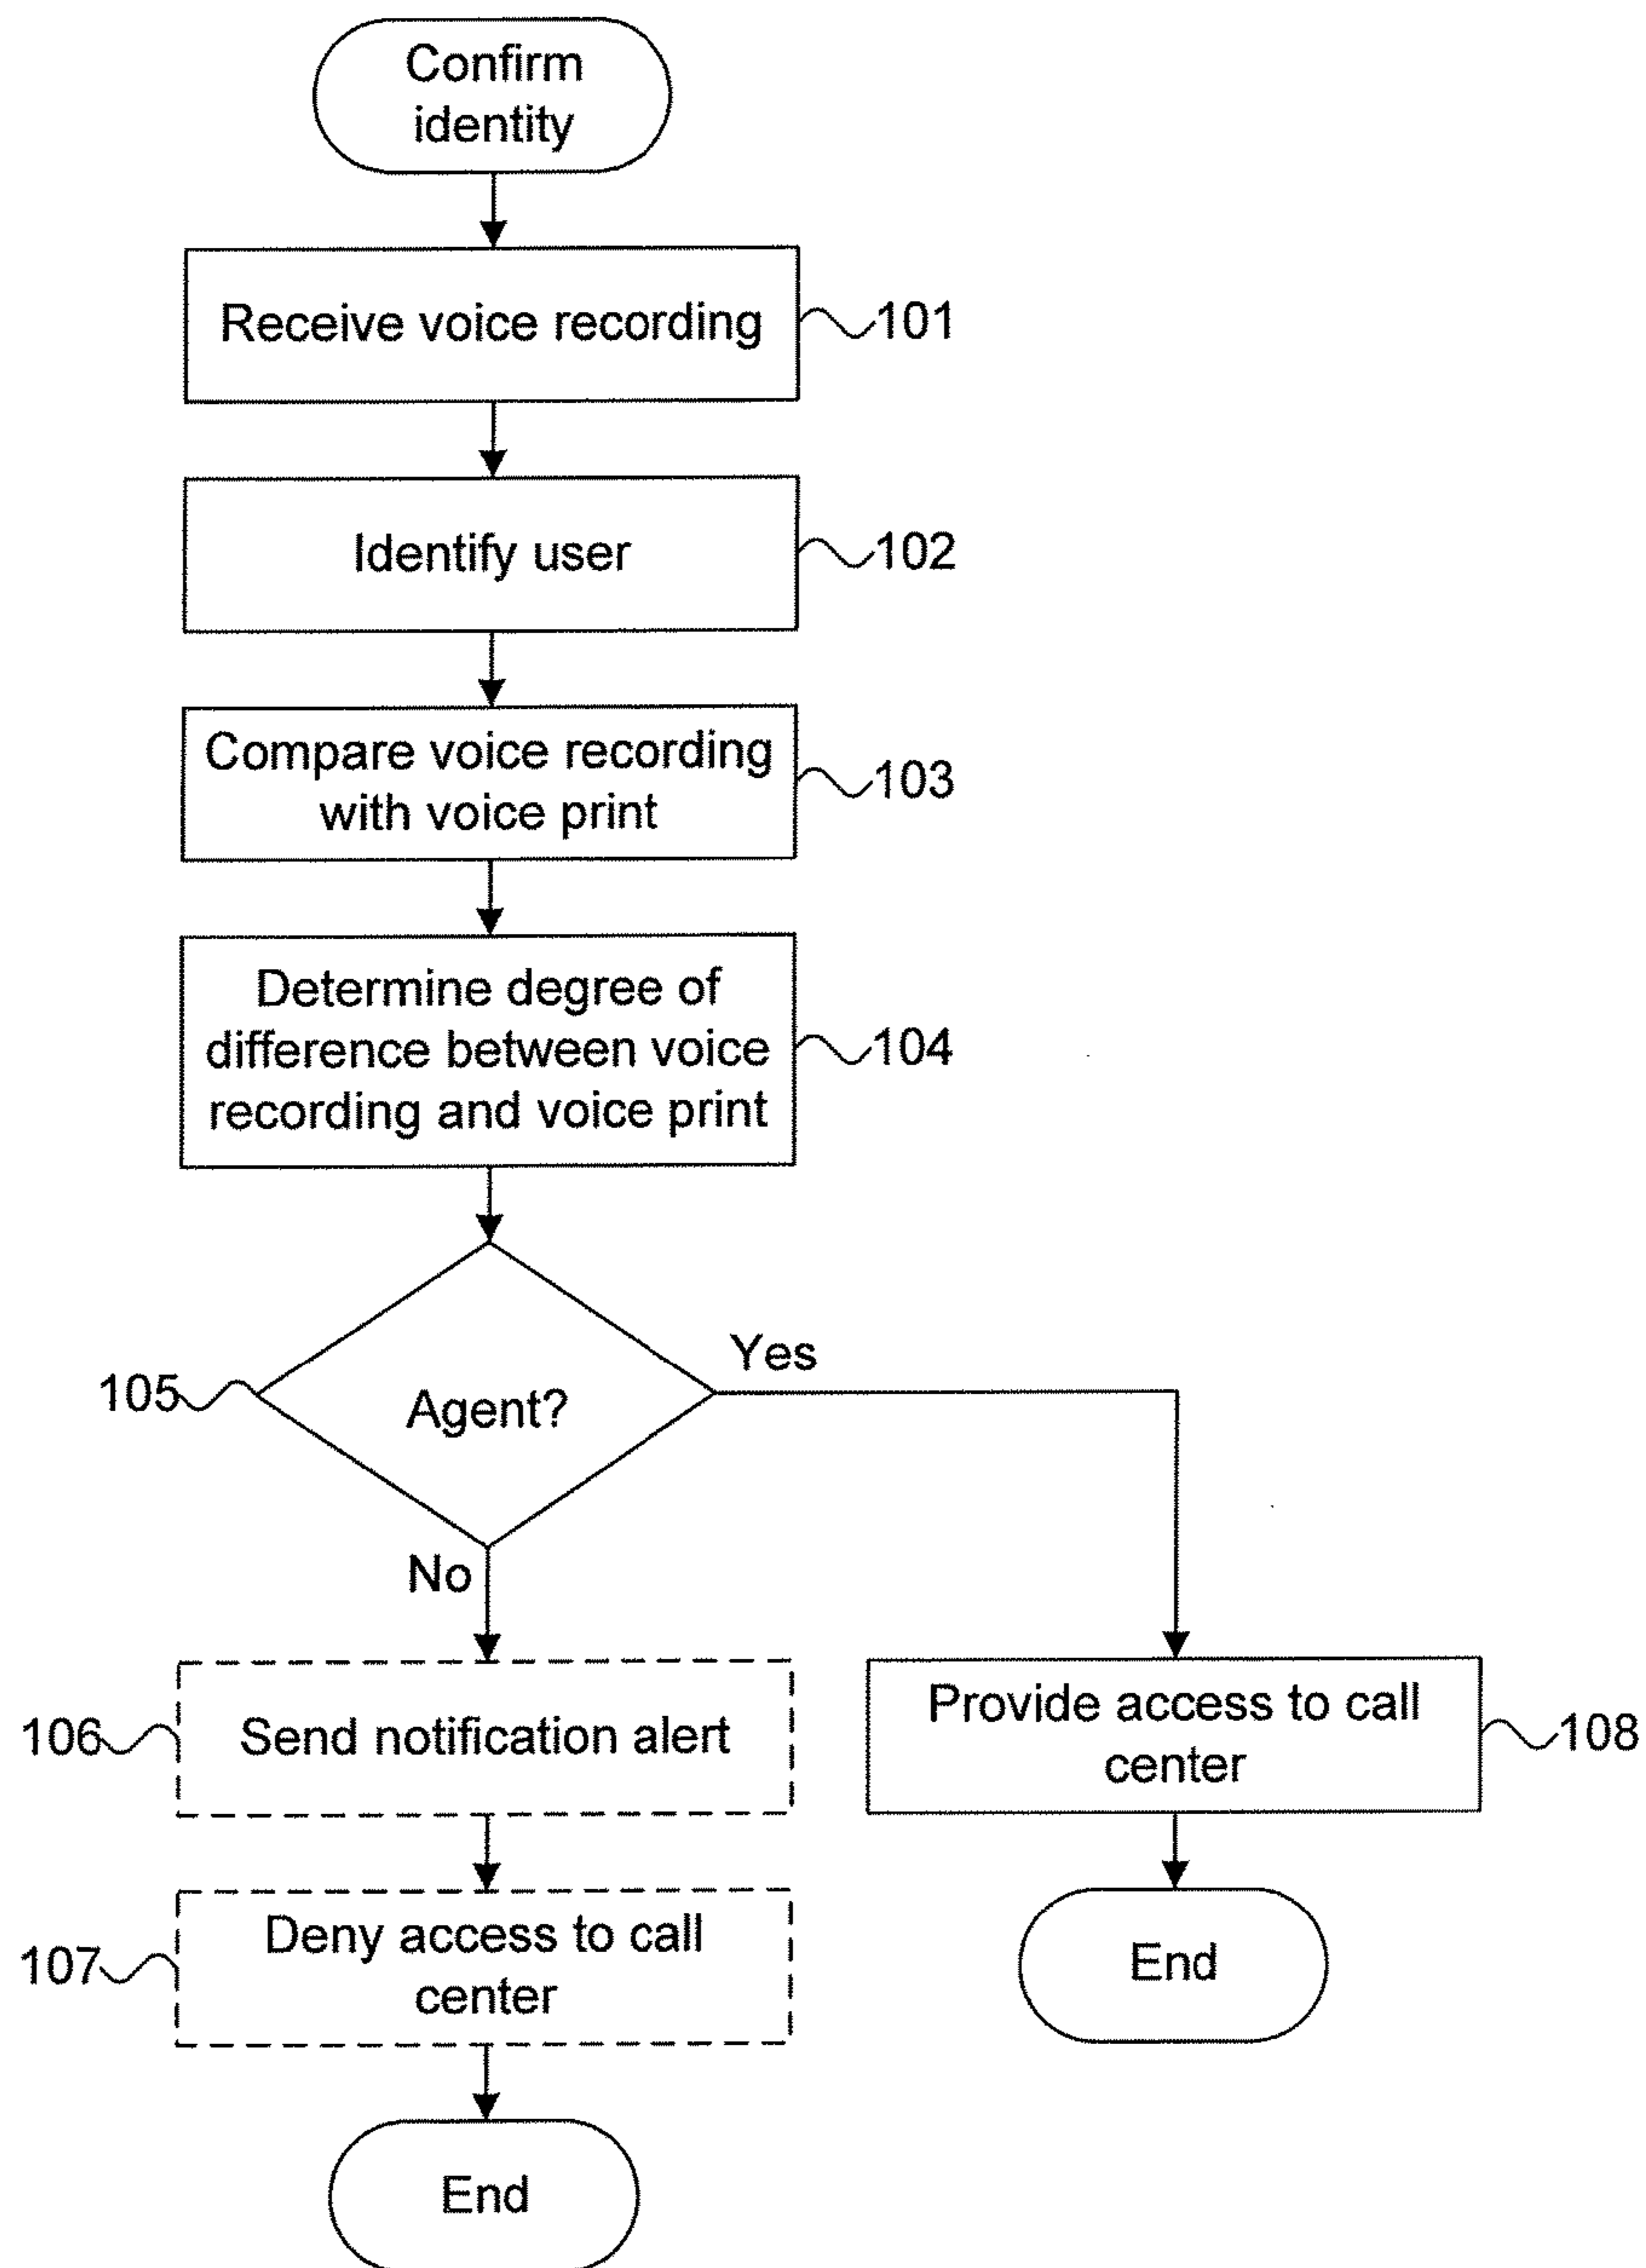 Confirm
identity
Receive voice recording
101
Identify user
102
Compare voice recording
with voice print
103
Determine degree of
difference between voice
recording and voice print
104
105
Agent?
Yes
No
106
Send notification alert
Provide access to call
center
108
107
Deny access to call
center
End
End